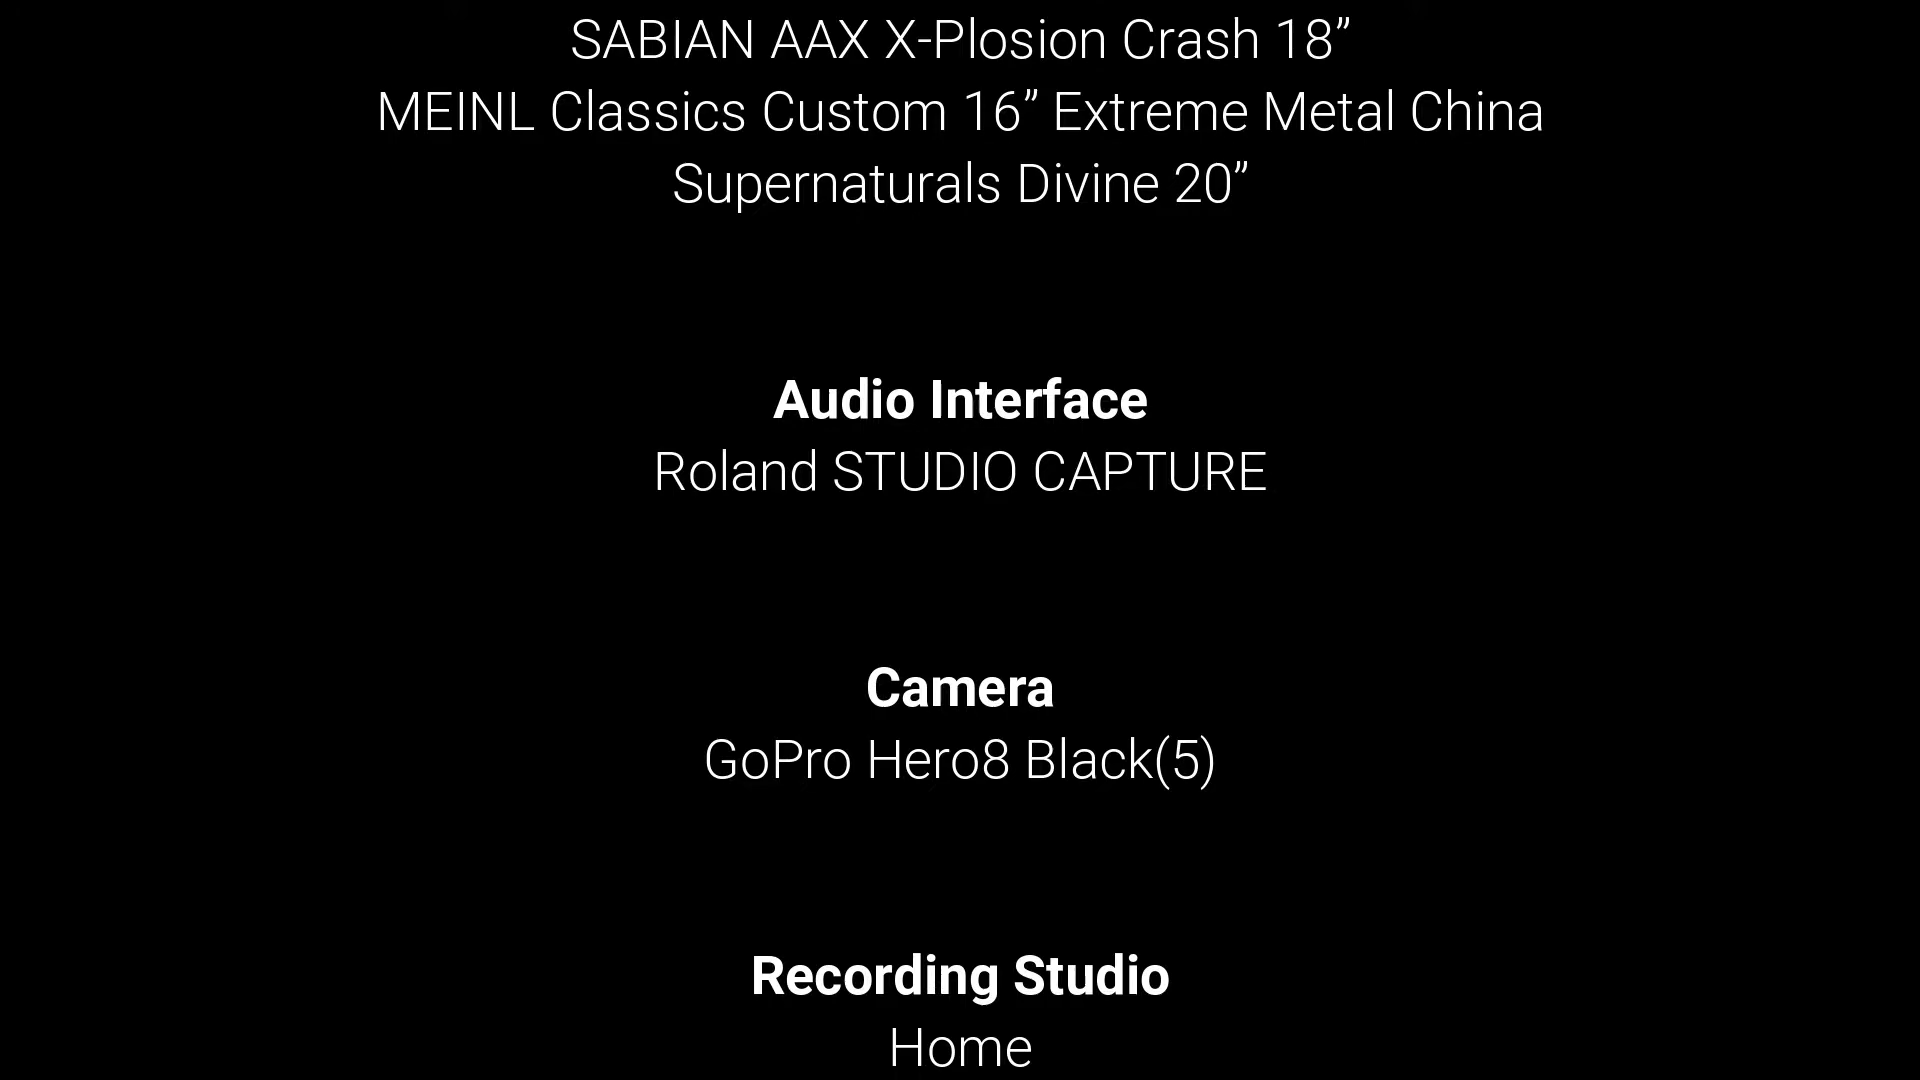 SABIAN AAX X-Plosion Crash 18”
MEINL Classics Custom 16” Extreme Metal China
Supernaturals Divine 20”
Audio Interface
Roland STUDIO CAPTURE
Camera
GoPro Hero8 Black(5)
Recording Studio
Home